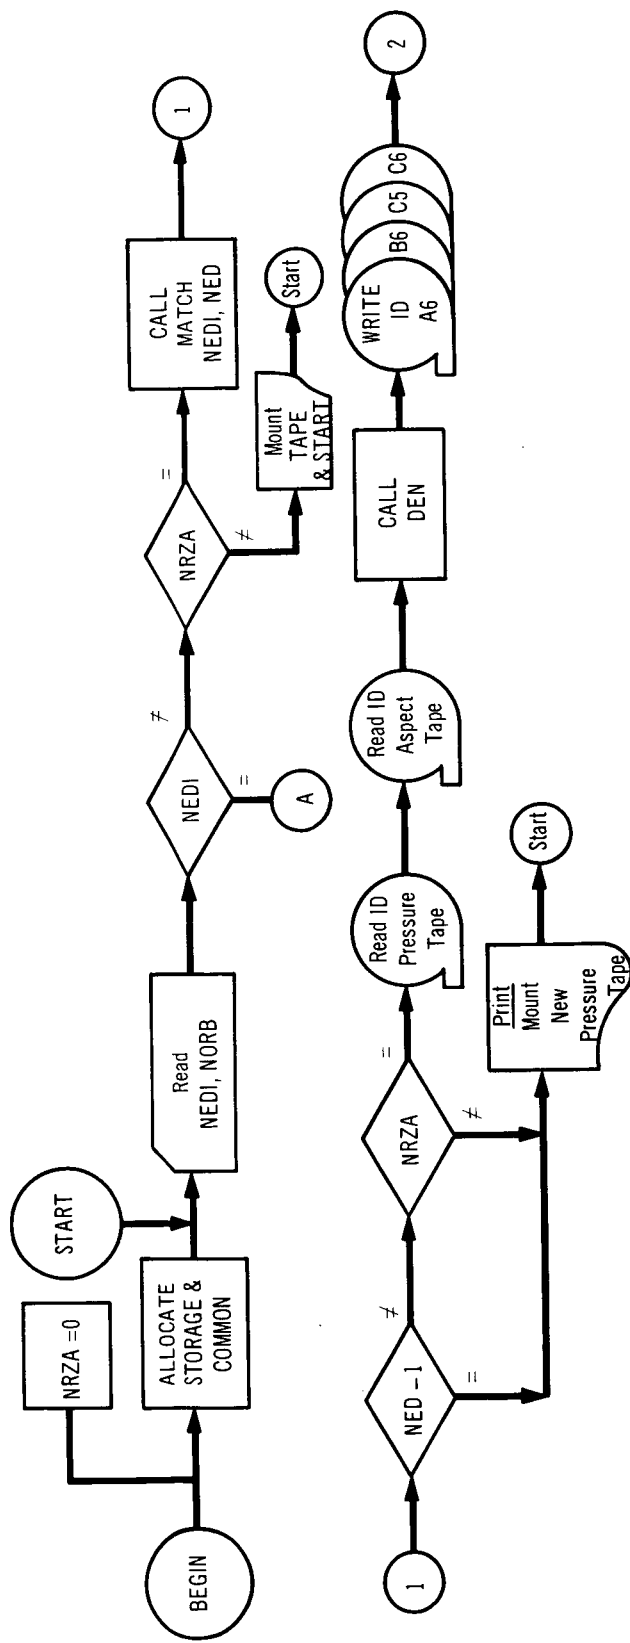 BEGIN
NRZA =0
ALLOCATE
STORAGE &
COMMON
START
Read
NEDI, NORB
NEDI
=
A
≠
NRZA
≠
Mount
TAPE
& START
Start
=
CALL
MATCH
NEDI, NED
1
1
NED -1
=
≠
NRZA
≠
Print
Mount
New
Pressure
Tape
Start
=
Read ID
Pressure
Tape
Read ID
Aspect
Tape
CALL
DEN
WRITE
ID
A6
B6
C5
C6
2